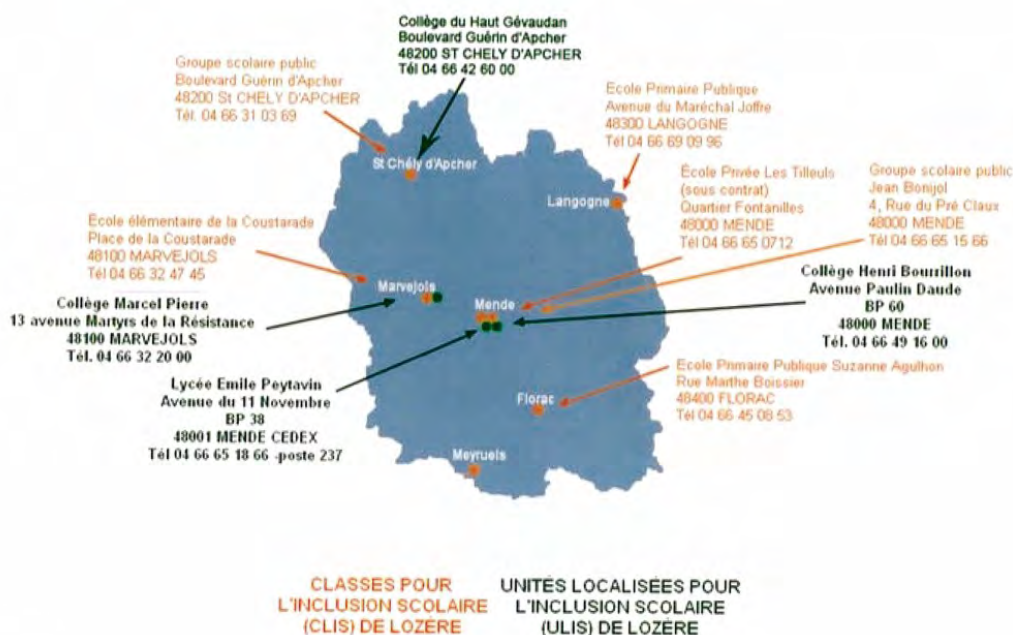 Collège du Haut Gévaudan
Boulevard Guérin d'Apcher
48200 ST CHELY D'APCHER
Tél 04 66 42 60 00
Groupe scolaire public
Boulevard Guérin d'Apcher
48200 St CHELY D'APCHER
Tél. 04 66 31 03 69
Ecole Primaire Publique
Avenue du Maréchal Joffre
48300 LANGOGNE
Tél 04 66 69 09 96
St Chély d'Apcher
Langogne
École Privée Les Tilleuls
(sous contrat)
Quartier Fontanilles
48000 MENDE
Tél 04 66 65 0712
Groupe scolaire public
Jean Bonijol
4, Rue du Pré Claux
48000 MENDE
Tél 04 66 65 15 66
Ecole élémentaire de la Coustarade
Place de la Coustarade
48100 MARVEJOLS
Tél 04 66 32 47 45
Marvejols
Mende
Collège Henri Bourrillon
Avenue Paulin Daude
BP 60
48000 MENDE
Tél. 04 66 49 16 00
Collège Marcel Pierre
13 avenue Martyrs de la Résistance
48100 MARVEJOLS
Tél. 04 66 32 20 00
Lycée Emile Peytavin
Avenue du 11 Novembre
BP 38
48001 MENDE CEDEX
Tél 04 66 65 18 66 -poste 237
Ecole Primaire Publique Suzanne Agulhon
Rue Marthe Boissier
48400 FLORAC
Tél 04 66 45 08 53
Florac
Meyrueis
CLASSES POUR
L'INCLUSION SCOLAIRE
(CLIS) DE LOZÈRE
UNITÉS LOCALISÉES POUR
L'INCLUSION SCOLAIRE
(ULIS) DE LOZÈRE